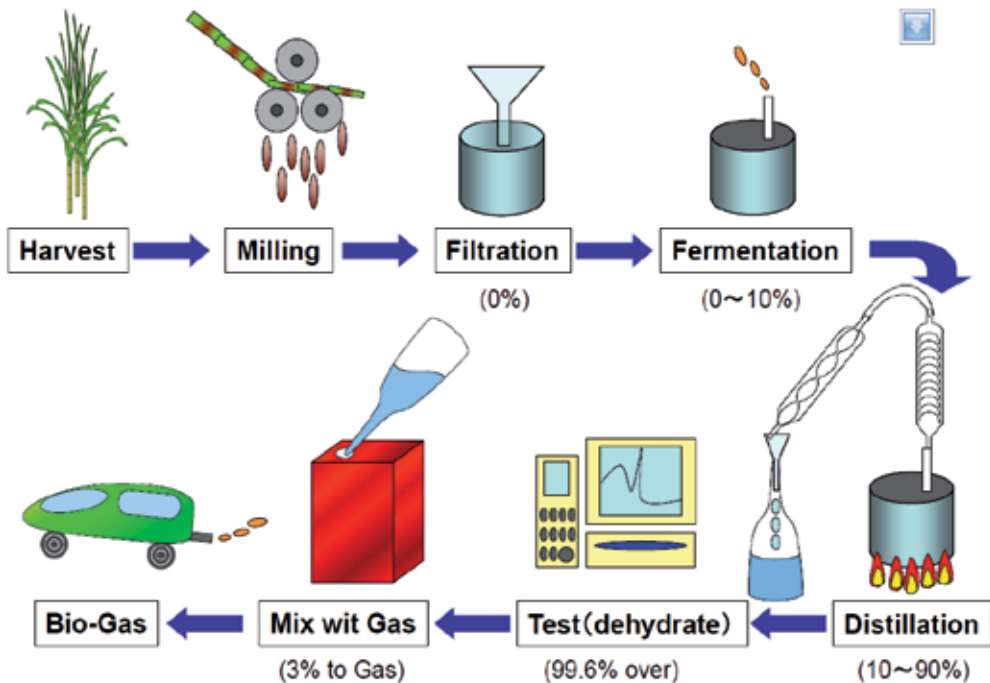 Harvest
Milling
Filtration
Fermentation
(0%)
(0～10%)
Bio-Gas
Mix wit Gas
Test(dehydrate)
Distillation
(3% to Gas)
(99.6% over)
(10～90%)